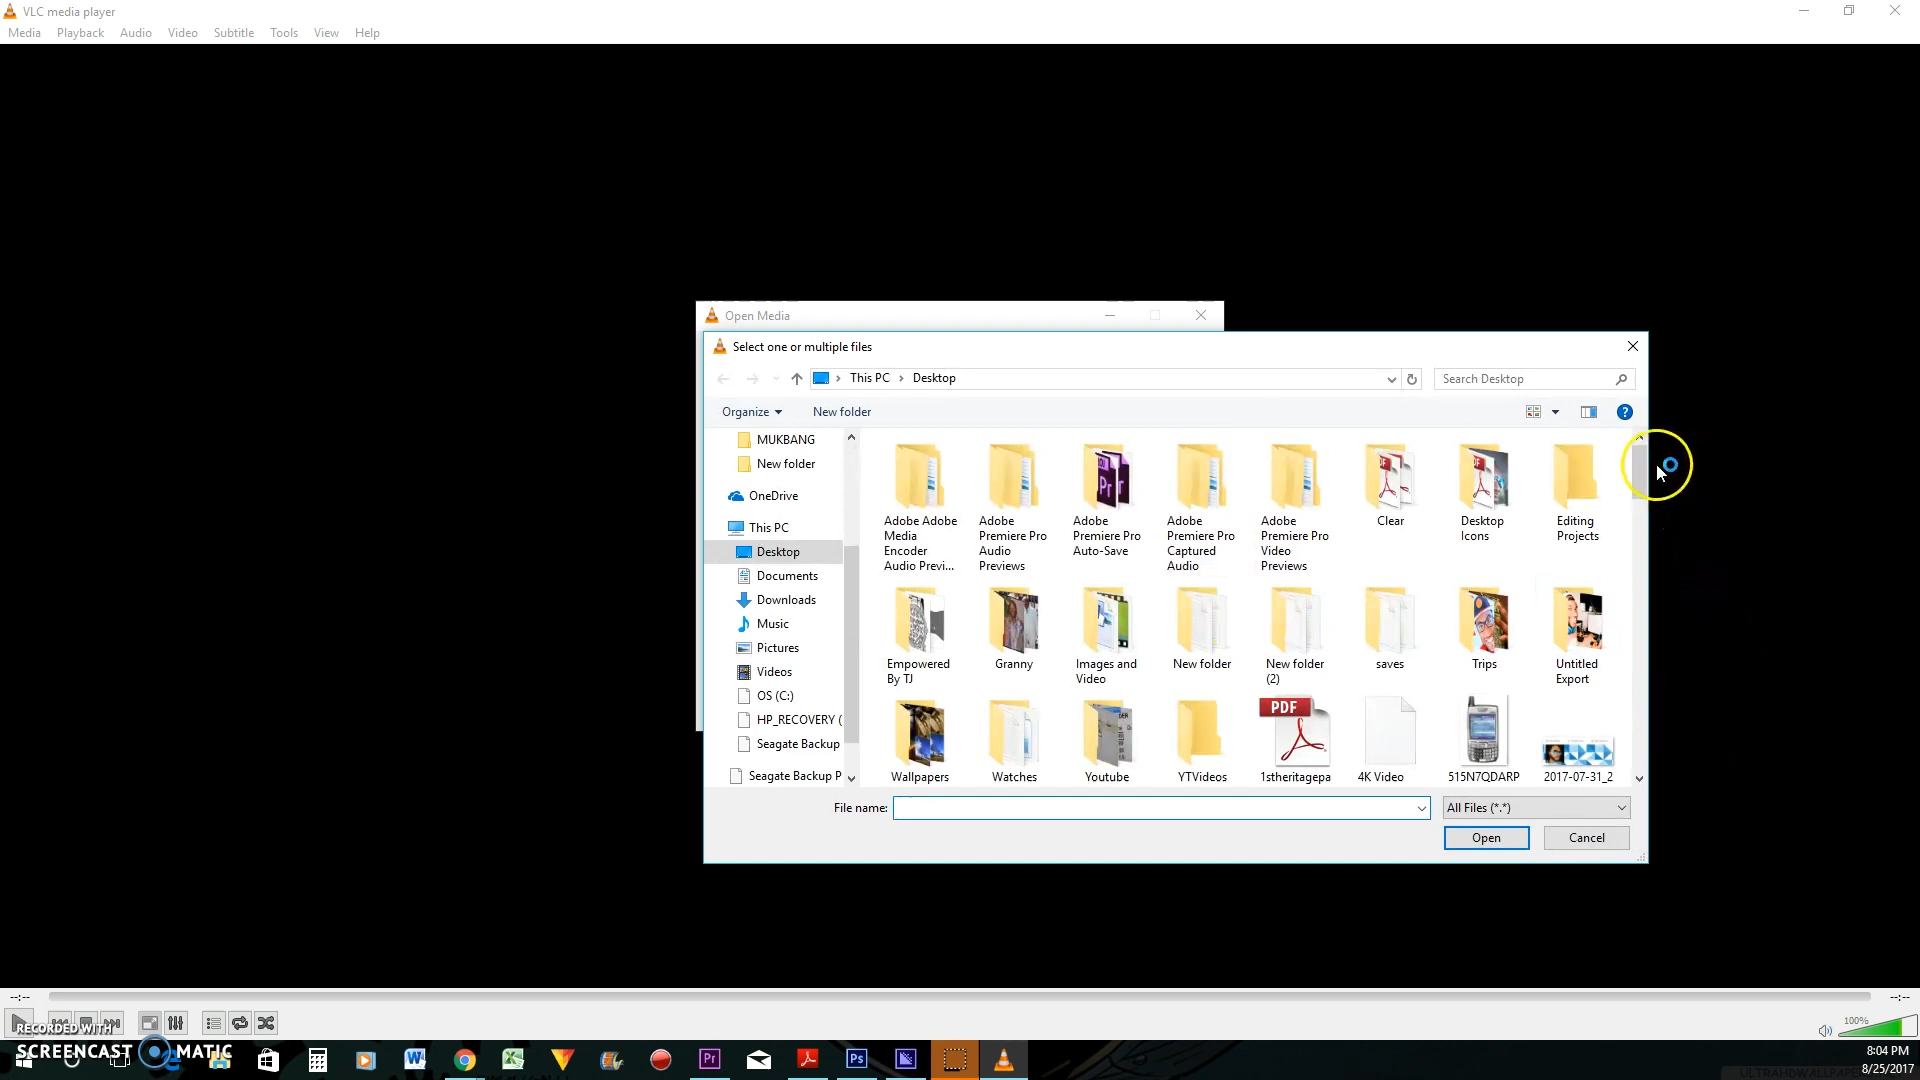 VLC media player
Media Playback Audio Video Subtitle Tools View Help
Open Media
Select one or multiple files
This PC Desktop
Search Desktop
Organize New folder
MUKBANG
New folder
OneDrive
This PC
Desktop
Documents
Downloads
Music
Pictures
Videos
OS (C:)
HP_RECOVERY (
Seagate Backup
Seagate Backup P
Adobe Adobe
Media
Encoder
Audio Previ...
Adobe
Premiere Pro
Audio
Previews
Adobe
Premiere Pro
Auto-Save
Adobe
Premiere Pro
Captured
Audio
Adobe
Premiere Pro
Video
Previews
Clear
Desktop
Icons
Editing
Projects
Empowered
By TJ
Granny
Images and
Video
New folder
New folder
(2)
saves
Trips
Untitled
Export
Wallpapers
Watches
Youtube
YTVideos
PDF
1stheritagepa
4K Video
515N7QDARP
2017-07-31_2
File name:
All Files (*.*)
Open
Cancel
--:--
--:--
100%
RECORDED WITH
SCREENCAST MATIC
8:04 PM
8/25/2017